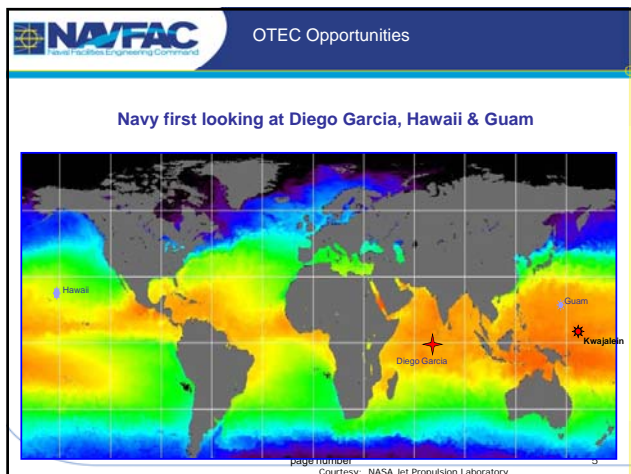 NAVFAC
Naval Facilities Engineering Command
OTEC Opportunities
Navy first looking at Diego Garcia, Hawaii & Guam
Hawaii
Guam
Kwajalein
Diego Garcia
page number
5
Courtesy: NASA Jet Propulsion Laboratory